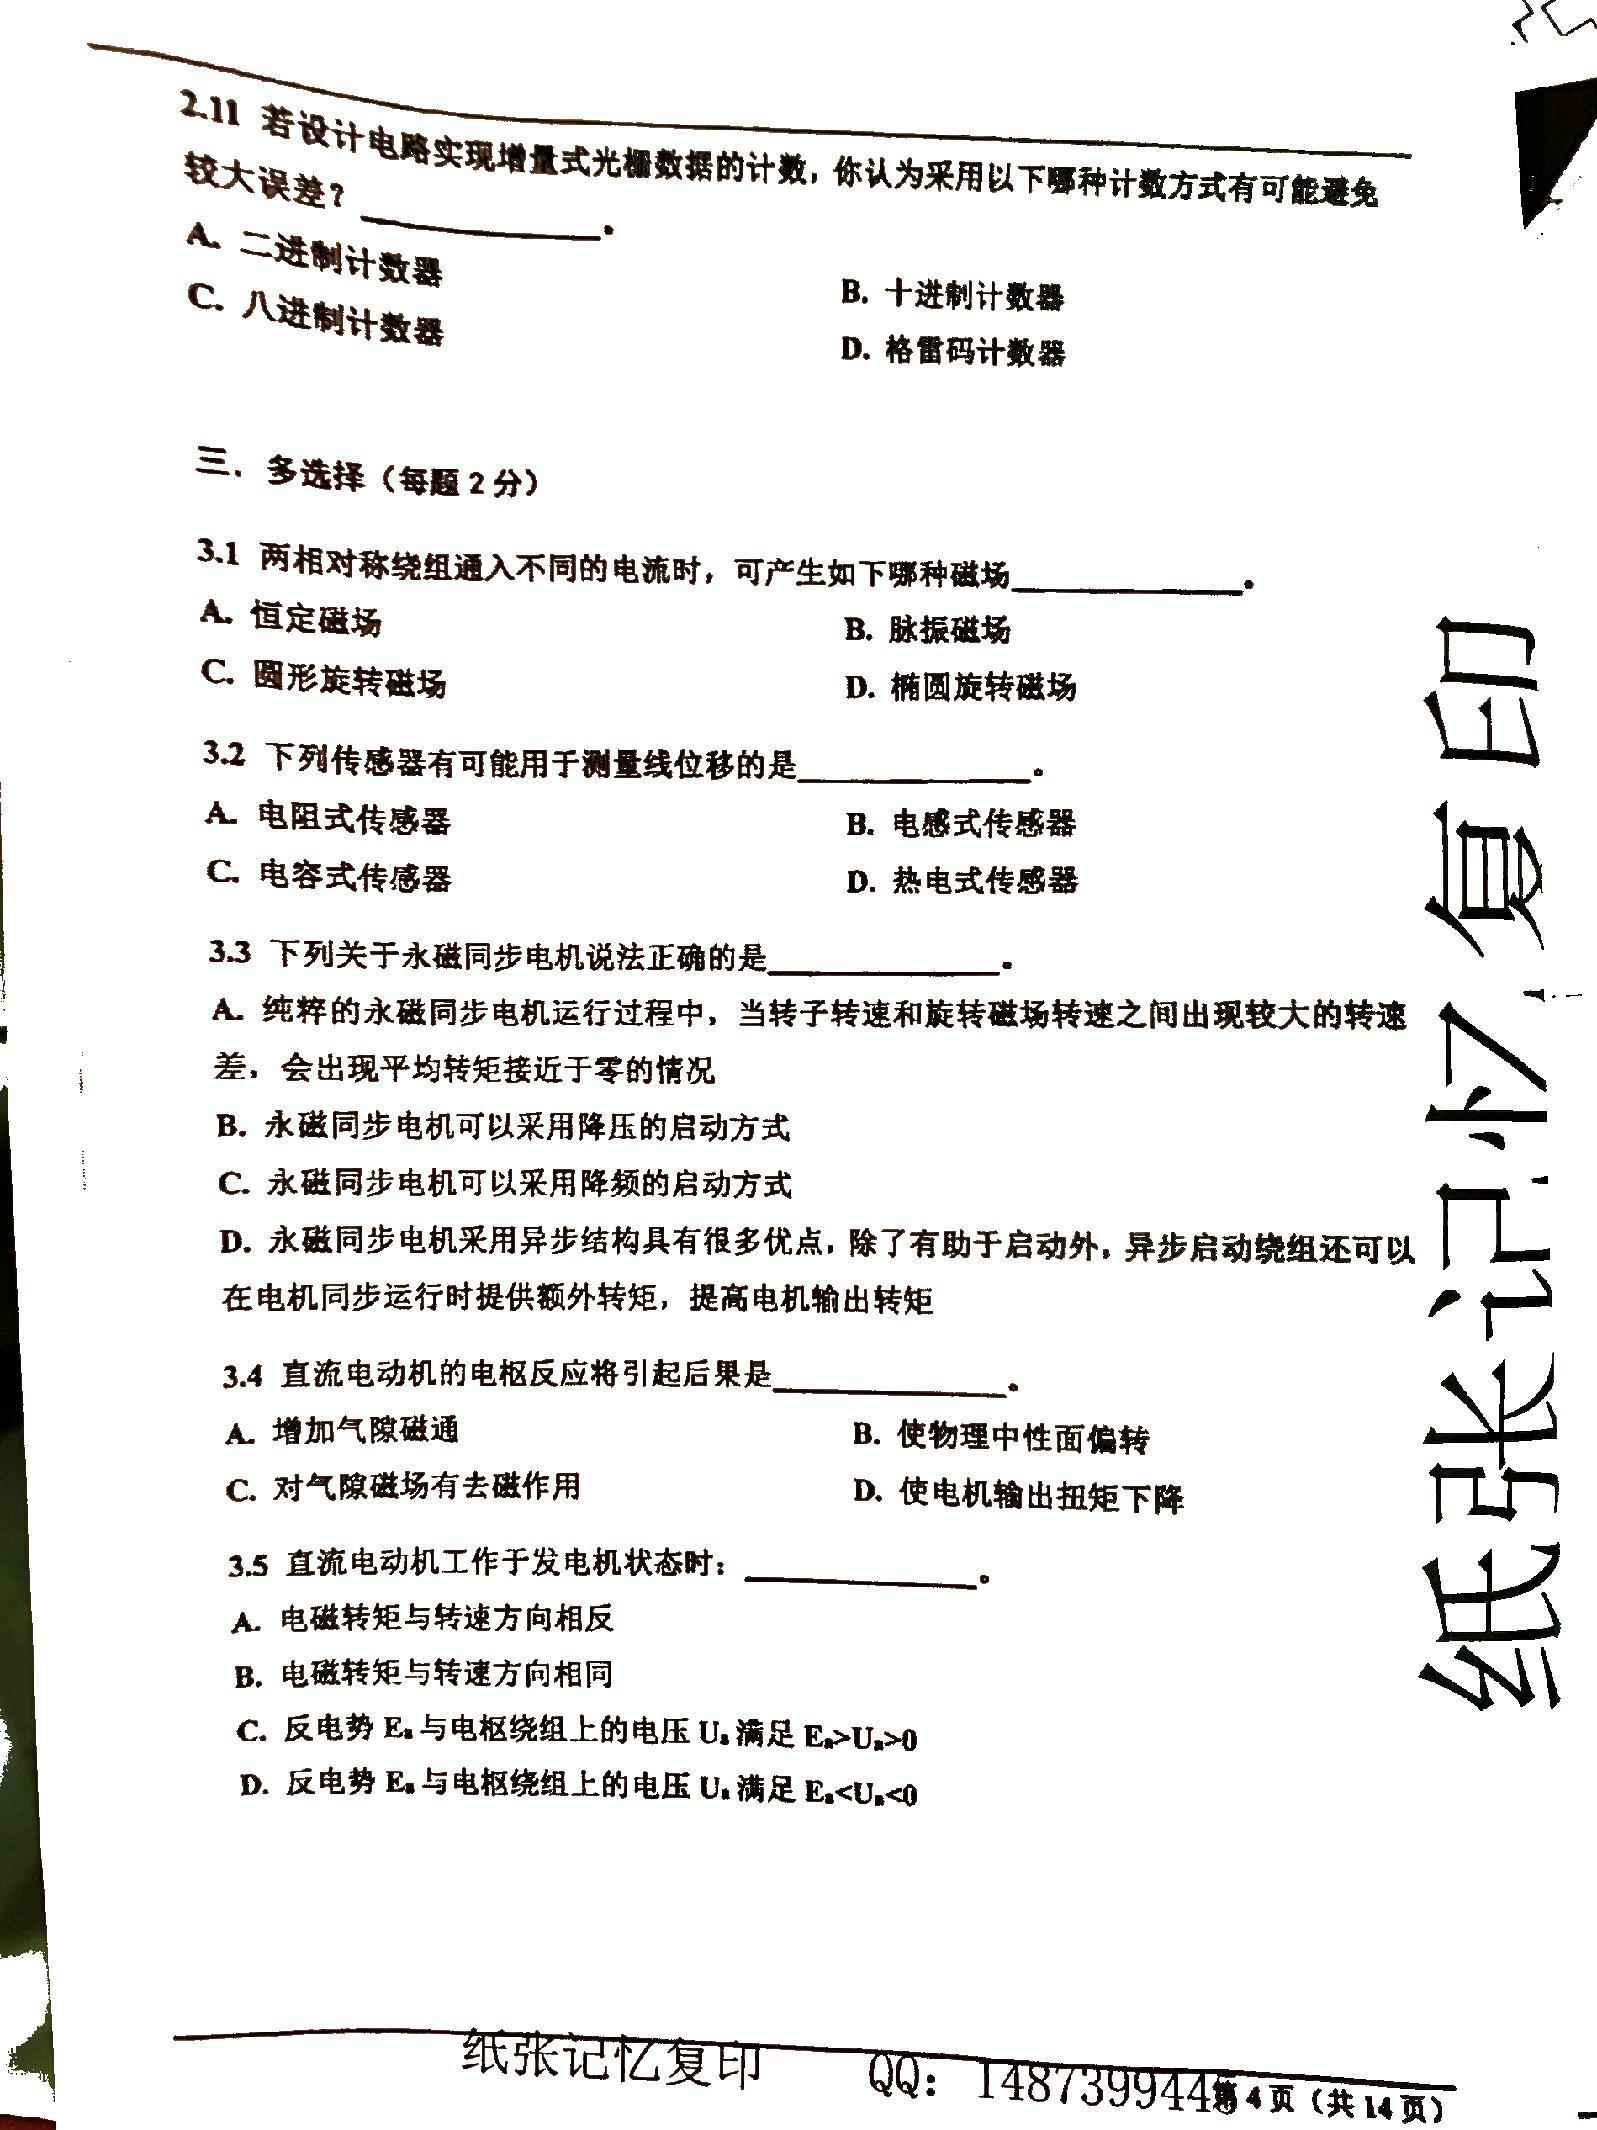 2.11 若设计电路实现增量式光栅数据的计数，你认为采用以下哪种计数方式有可能避免
较大误差？____________。
A. 二进制计数器
B. 十进制计数器
C. 八进制计数器
D. 格雷码计数器
三．多选择（每题 2 分）
3.1 两相对称绕组通入不同的电流时，可产生如下哪种磁场____________。
A. 恒定磁场
B. 脉振磁场
C. 圆形旋转磁场
D. 椭圆旋转磁场
3.2 下列传感器有可能用于测量线位移的是____________。
A. 电阻式传感器
B. 电感式传感器
C. 电容式传感器
D. 热电式传感器
3.3 下列关于永磁同步电机说法正确的是____________。
A. 纯粹的永磁同步电机运行过程中，当转子转速和旋转磁场转速之间出现较大的转速
差，会出现平均转矩接近于零的情况
B. 永磁同步电机可以采用降压的启动方式
C. 永磁同步电机可以采用降频的启动方式
D. 永磁同步电机采用异步结构具有很多优点，除了有助于启动外，异步启动绕组还可以
在电机同步运行时提供额外转矩，提高电机输出转矩
3.4 直流电动机的电枢反应将引起后果是____________。
A. 增加气隙磁通
B. 使物理中性面偏转
C. 对气隙磁场有去磁作用
D. 使电机输出扭矩下降
3.5 直流电动机工作于发电机状态时：____________。
A. 电磁转矩与转速方向相反
B. 电磁转矩与转速方向相同
C. 反电势 Eₐ 与电枢绕组上的电压 Uₐ 满足 Eₐ>Uₐ>0
D. 反电势 Eₐ 与电枢绕组上的电压 Uₐ 满足 Eₐ<Uₐ<0
纸张记忆复印
纸张记忆复印 QQ：1487399448
第 4 页（共 14 页）